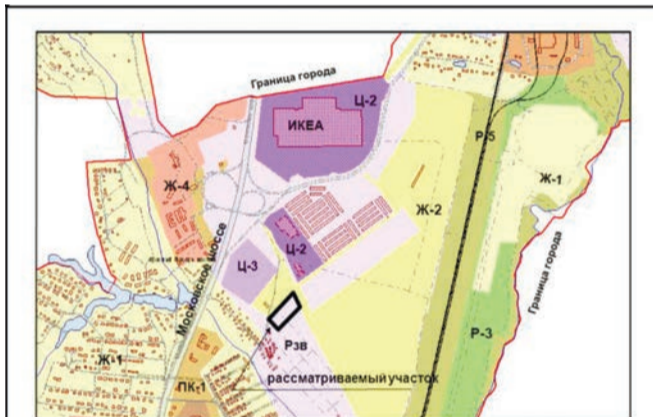 Граница города
Ц-2
ИКЕА
Р-5
Ж-4
Ж-1
Ж-2
Ц-2
Ц-3
Московское шоссе
Граница города
Рзв
Р-3
Ж-1
рассматриваемый участок
ПК-1